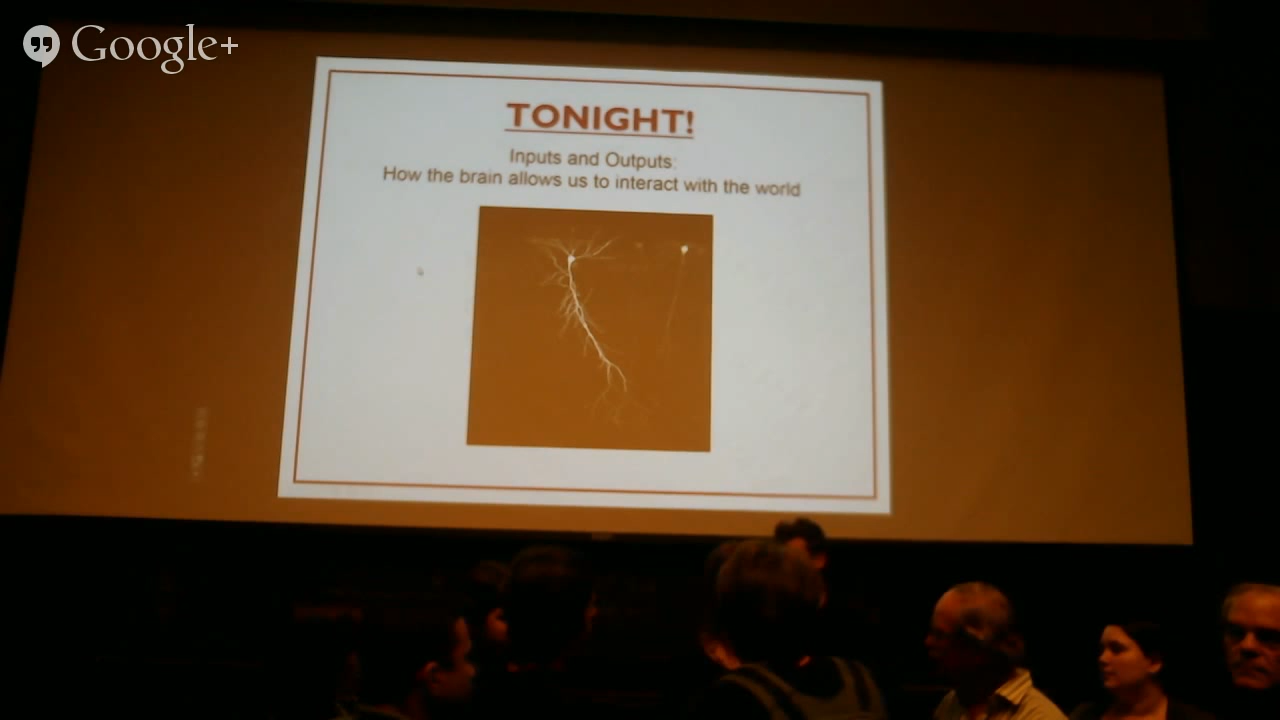 Google+
TONIGHT!
Inputs and Outputs:
How the brain allows us to interact with the world